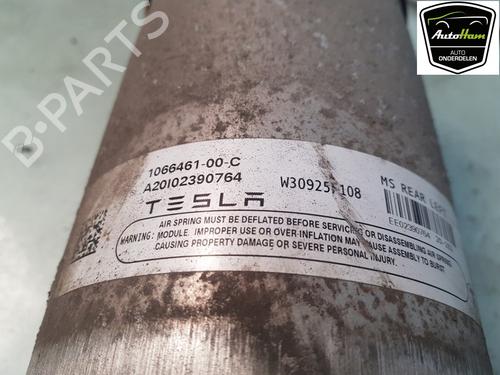 AutoHam
AUTO
ONDERDELEN
B-PARTS
1066461-00-C
A20I02390764
TESLA
W30925F108
MS REAR
EE02390764
AIR SPRING MUST BE DEFLATED BEFORE SERVICING OR DISASSEMBLING AIR SPRING
WARNING: MODULE. IMPROPER USE OR OVER-INFLATION MAY CAUSE ASSEMBLY TO BURST
CAUSING PROPERTY DAMAGE OR SEVERE PERSONAL INJURY.